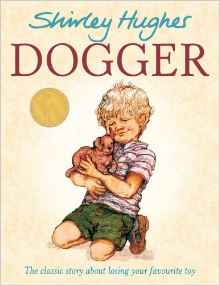 Shirley Hughes
DOGGER
The classic story about losing your favourite toy